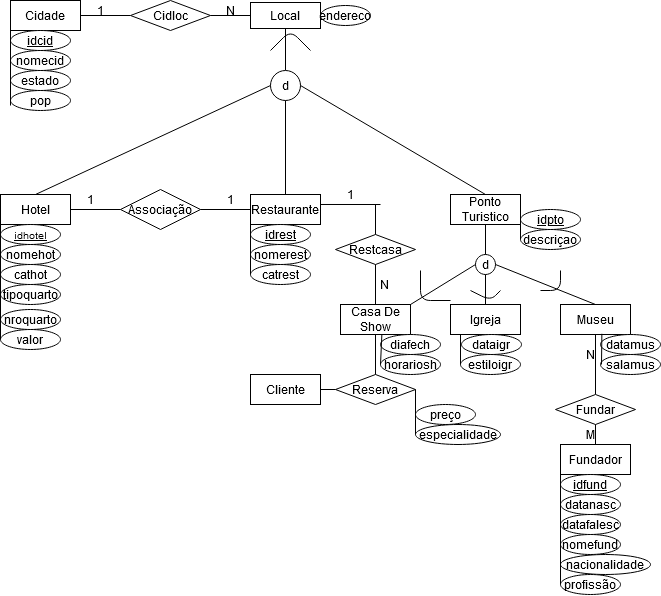 Cidade
1
Cidloc
N
Local
endereco
idcid
nomecid
estado
pop
d
Hotel
1
Associação
1
Restaurante
1
Ponto
Turistico
idpto
descriçao
idhotel
nomehot
cathot
tipoquarto
nroquarto
valor
idrest
nomerest
catrest
Restcasa
N
d
Casa De
Show
Igreja
Museu
diafech
horariosh
dataigr
estiloigr
datamus
salamus
N
Cliente
Reserva
preço
especialidade
Fundar
M
Fundador
idfund
datanasc
datafalesc
nomefund
nacionalidade
profissão